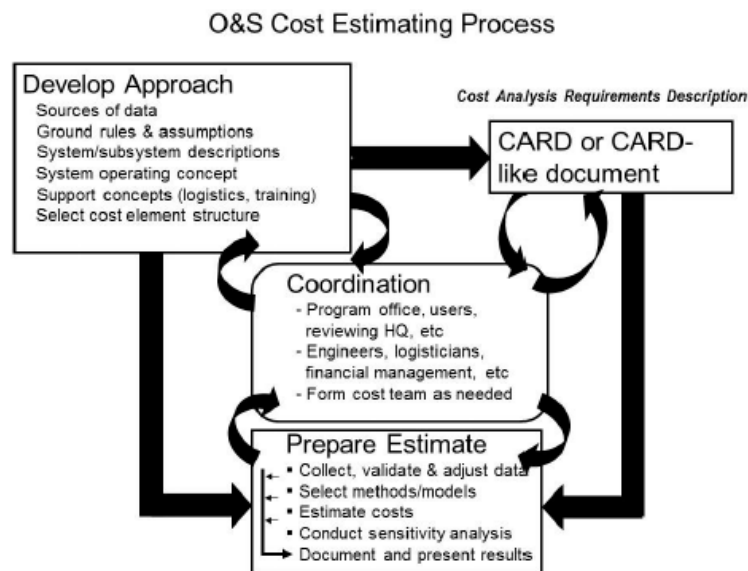 O&S Cost Estimating Process
Develop Approach
Sources of data
Ground rules & assumptions
System/subsystem descriptions
System operating concept
Support concepts (logistics, training)
Select cost element structure
Cost Analysis Requirements Description
CARD or CARD-
like document
Coordination
- Program office, users,
reviewing HQ, etc
- Engineers, logisticians,
financial management, etc
- Form cost team as needed
Prepare Estimate
▪ Collect, validate & adjust data
▪ Select methods/models
▪ Estimate costs
▪ Conduct sensitivity analysis
▪ Document and present results